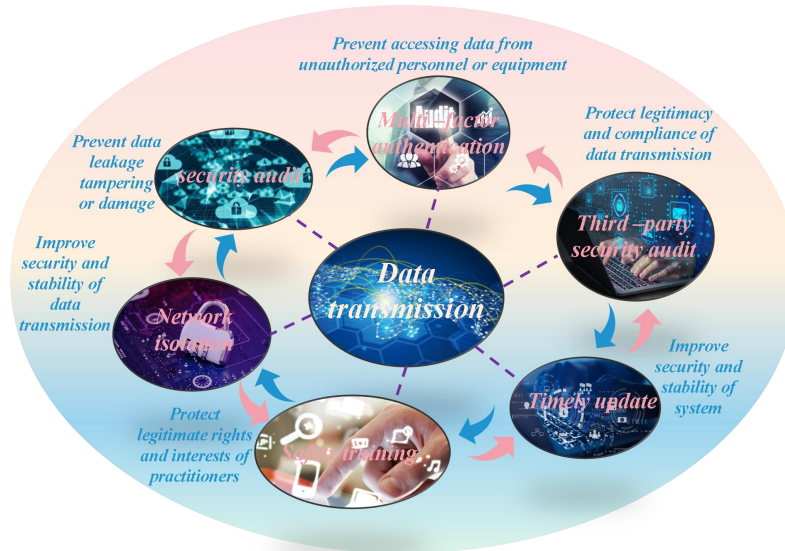 Prevent accessing data from
unauthorized personnel or equipment
Audit
Multi –factor
authentication
Protect legitimacy
and compliance of
data transmission
Prevent data
leakage
tampering
or damage
security audit
Third –party
security audit
Improve
security and
stability of
data
transmission
Data
transmission
Network
isolation
Improve
security and
stability of
system
Timely update
Protect
legitimate rights
and interests of
practitioners
Safety training